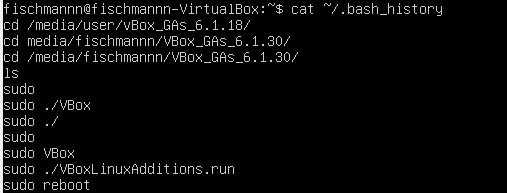 fischmannn@fischmannn-VirtualBox:~$ cat ~/.bash_history
cd /media/user/vBox_GAs_6.1.18/
cd media/fischmannn/VBox_GAs_6.1.30/
cd /media/fischmannn/VBox_GAs_6.1.30/
ls
sudo
sudo ./VBox
sudo ./
sudo
sudo VBox
sudo ./VBoxLinuxAdditions.run
sudo reboot